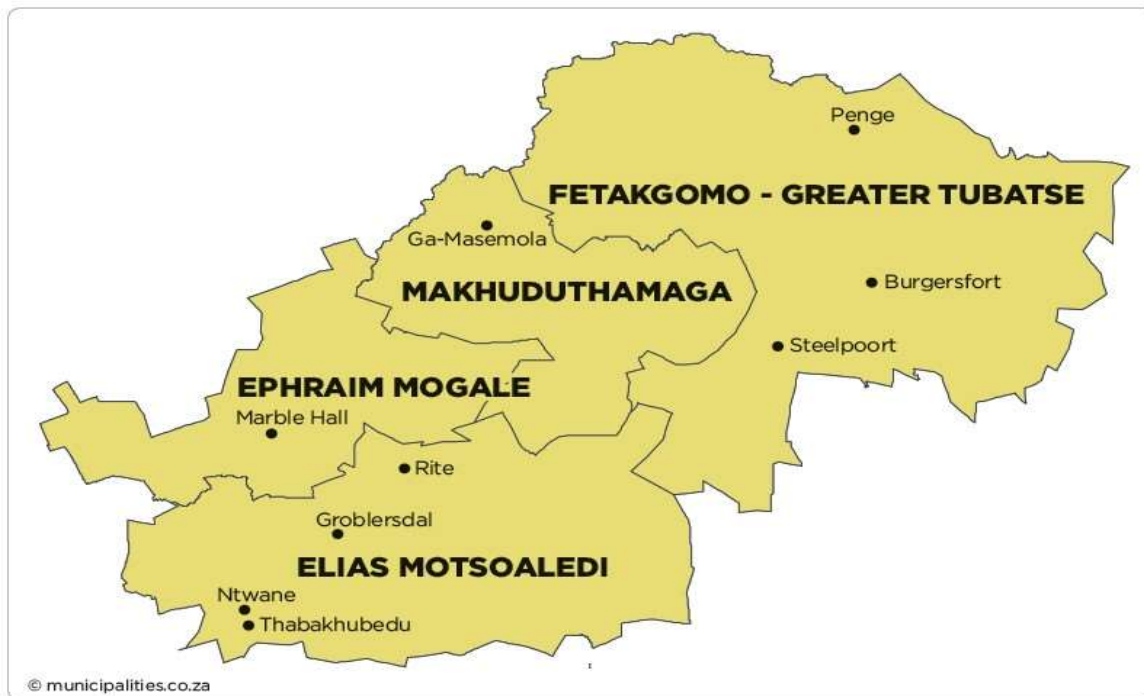 Penge
FETAKGOMO - GREATER TUBATSE
Ga-Masemola
MAKHUDUTHAMAGA
Burgersfort
Steelpoort
EPHRAIM MOGALE
Marble Hall
Rite
Groblersdal
ELIAS MOTSOALEDI
Ntwane
Thabakhubedu
© municipalities.co.za